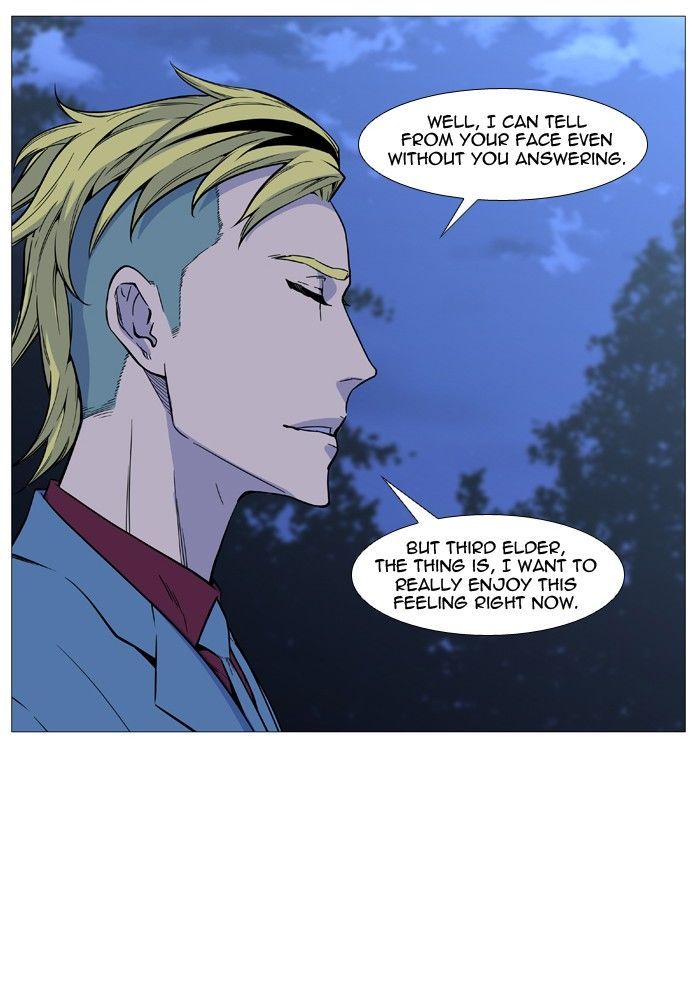 WELL, I CAN TELL
FROM YOUR FACE EVEN
WITHOUT YOU ANSWERING.
BUT THIRD ELDER,
THE THING IS, I WANT TO
REALLY ENJOY THIS
FEELING RIGHT NOW.